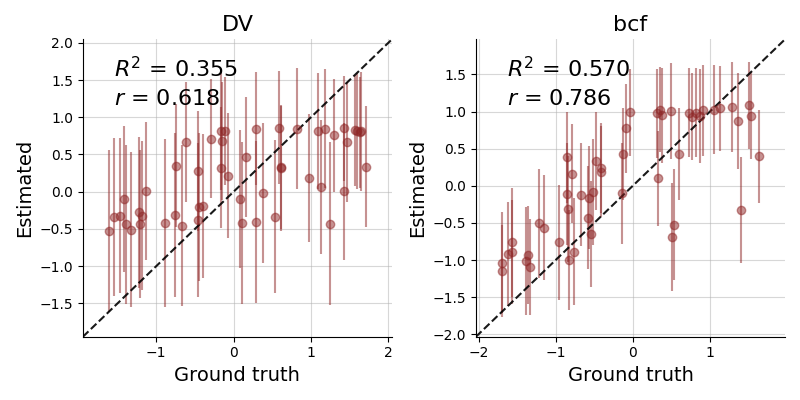 DV
R² = 0.355
r = 0.618
Estimated
2.0
1.5
1.0
0.5
0.0
−0.5
−1.0
−1.5
−1 0 1 2
Ground truth
bcf
R² = 0.570
r = 0.786
Estimated
1.5
1.0
0.5
0.0
−0.5
−1.0
−1.5
−2.0
−2 −1 0 1
Ground truth